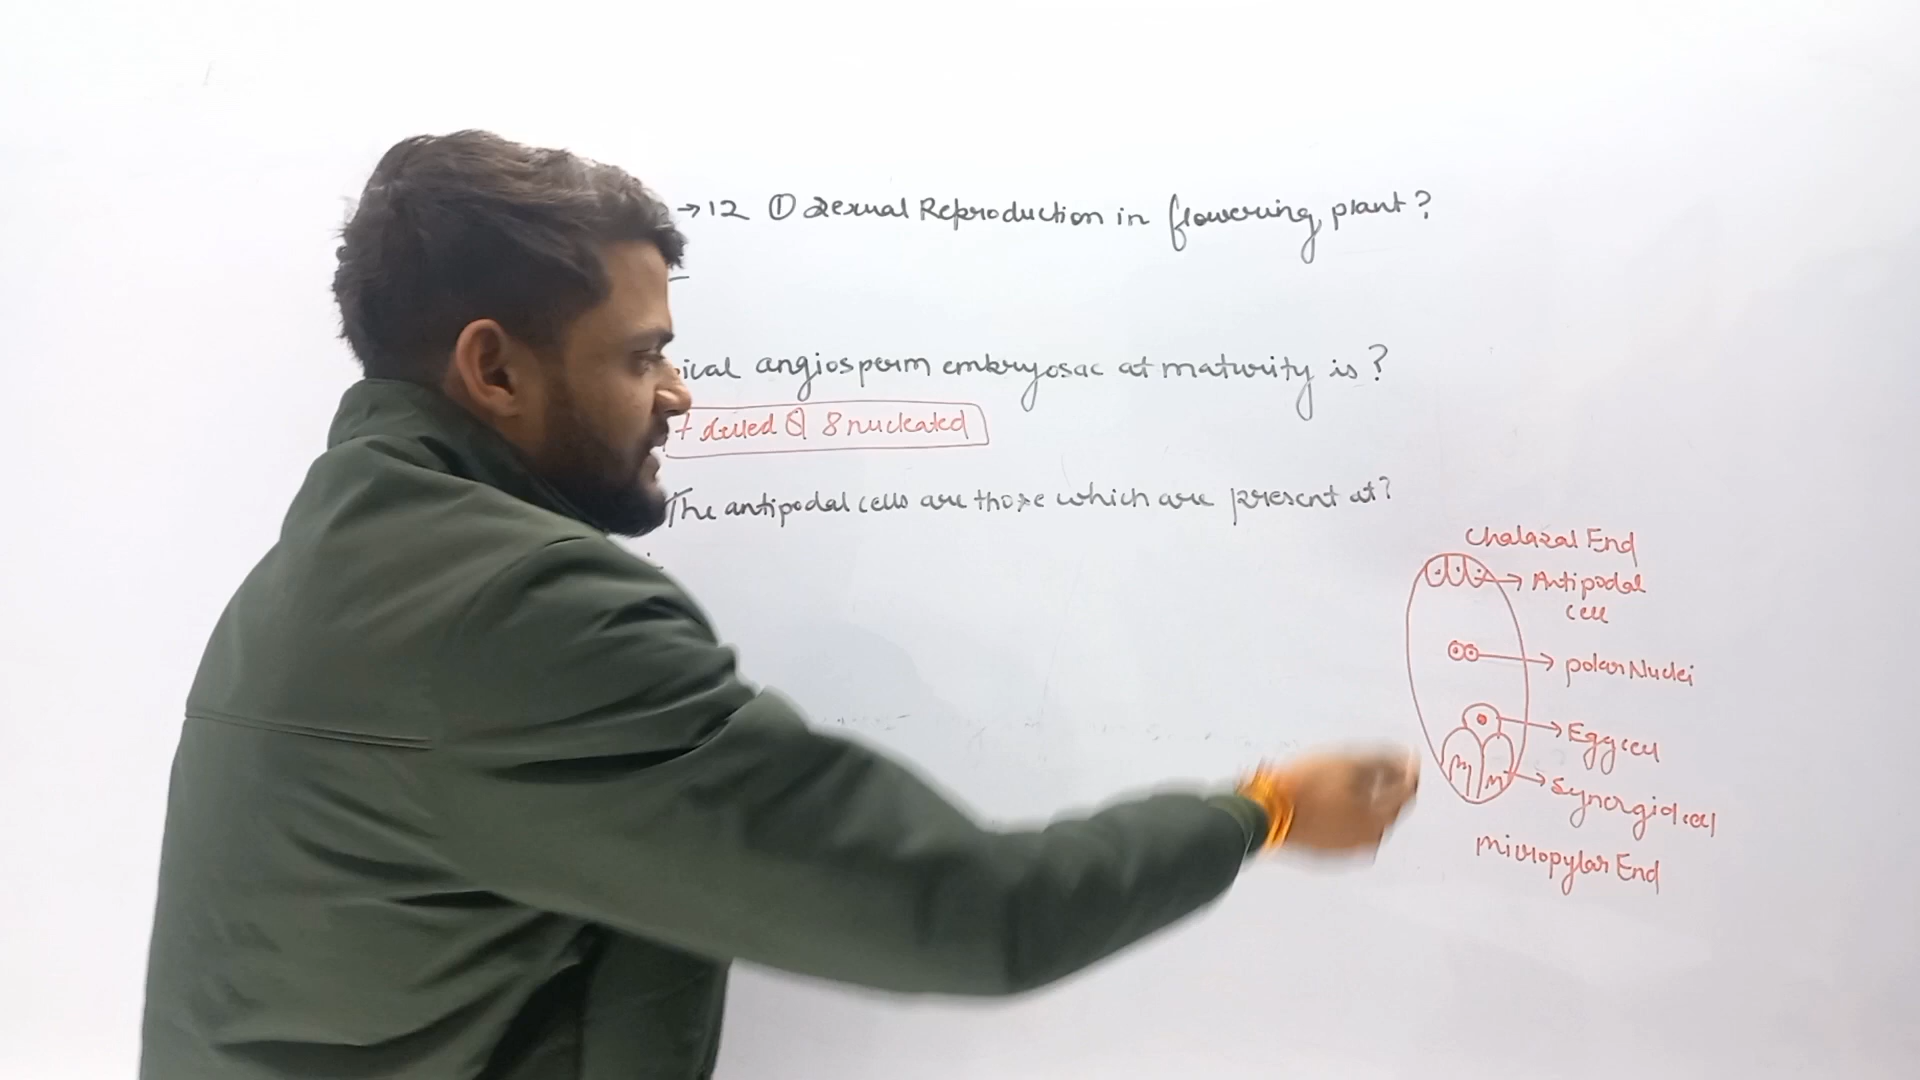 →12 ① Sexual Reproduction in flowering plant?
ical angiosperm embryosac at maturity is?
7 celled & 8 nucleated
The antipodal cells are those which are present at?
Chalazal End
Antipodal
cell
polar Nuclei
Egg cell
Synergid cell
Micropylar End